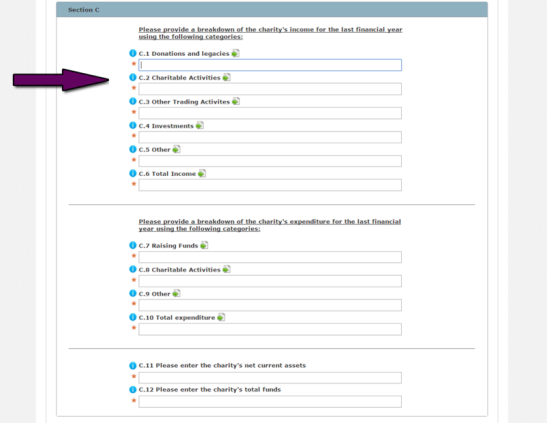 Section C
Please provide a breakdown of the charity's income for the last financial year
using the following categories:
C.1 Donations and legacies
C.2 Charitable Activities
C.3 Other Trading Activites
C.4 Investments
C.5 Other
C.6 Total Income
Please provide a breakdown of the charity's expenditure for the last financial
year using the following categories:
C.7 Raising Funds
C.8 Charitable Activities
C.9 Other
C.10 Total expenditure
C.11 Please enter the charity's net current assets
C.12 Please enter the charity's total funds